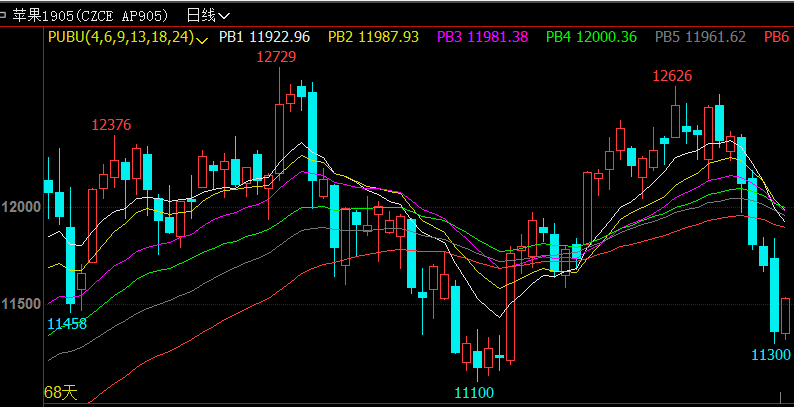 苹果1905(CZCE AP905) 日线
PUBU(4,6,9,13,18,24) PB1 11922.96 PB2 11987.93 PB3 11981.38 PB4 12000.36 PB5 11961.62 PB6
12729
12626
12376
12000
11500
11458
11300
11100
68天